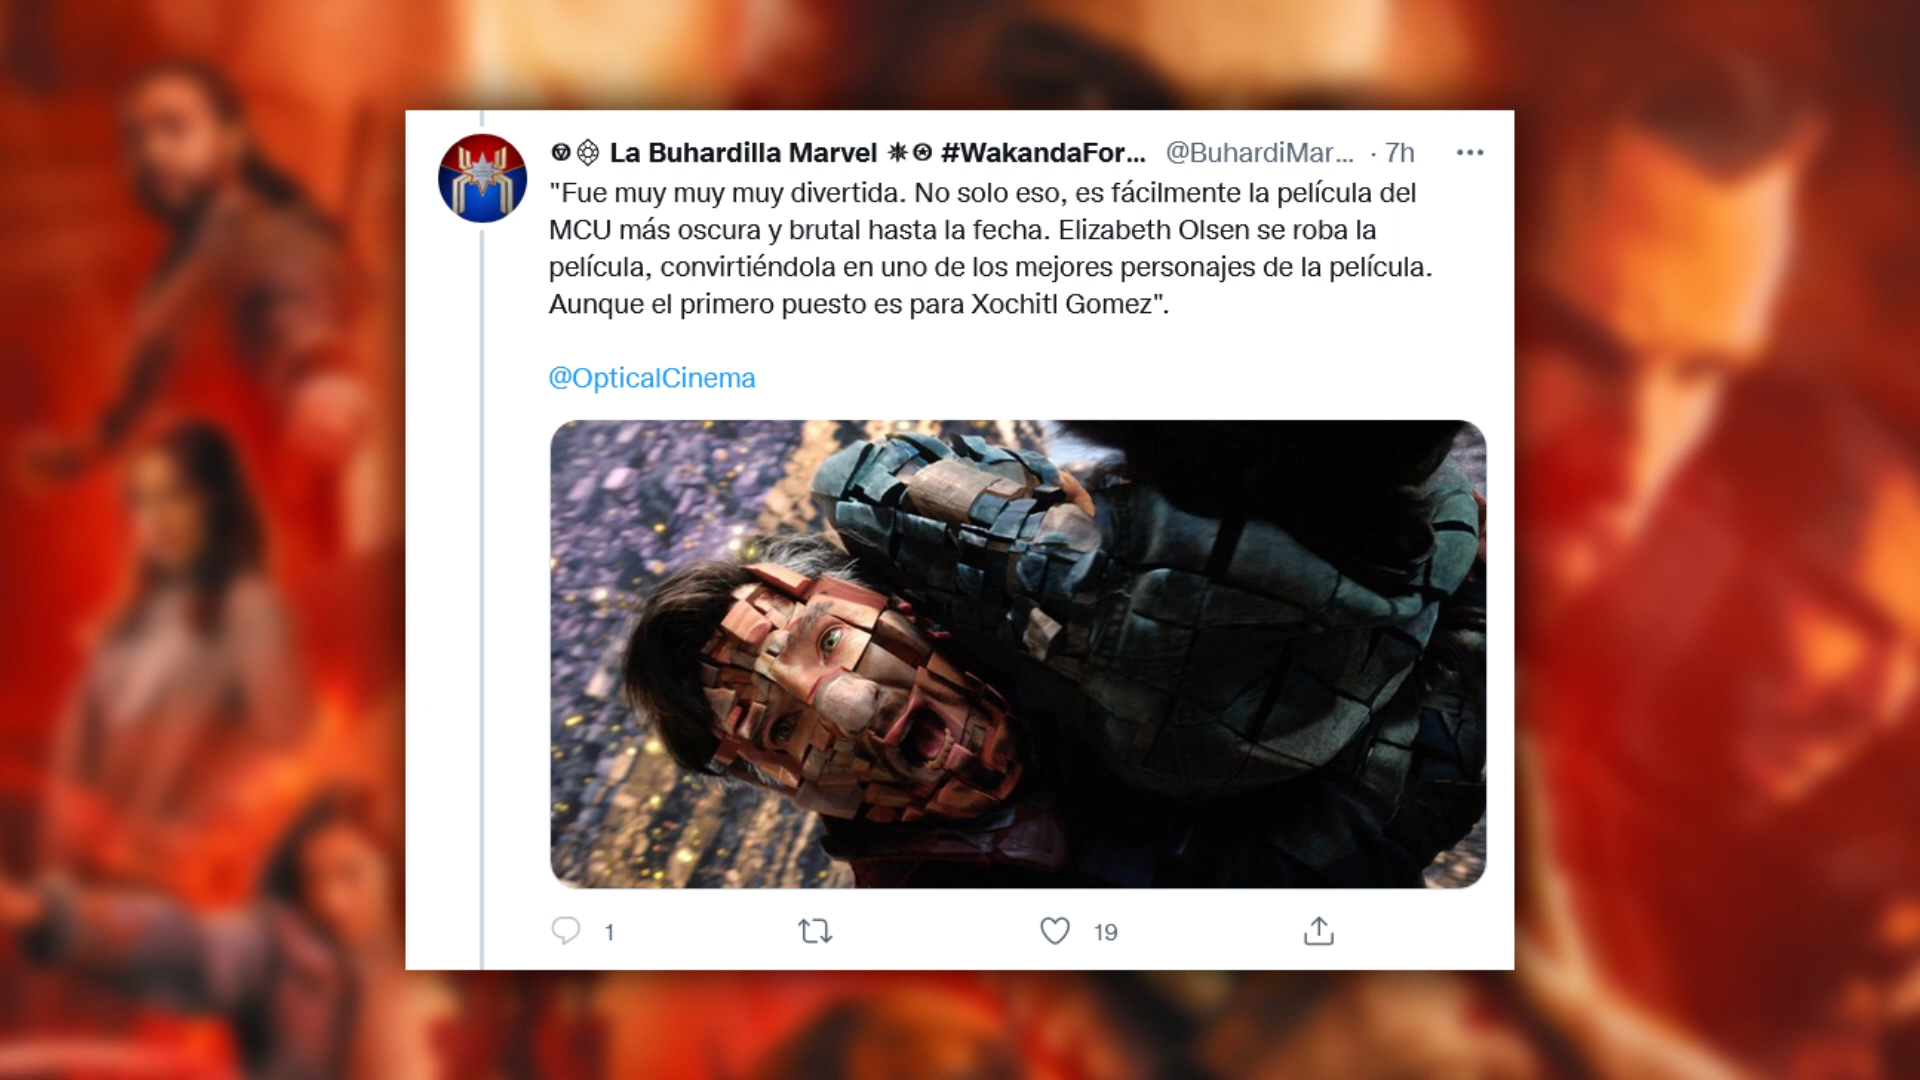 La Buhardilla Marvel #WakandaFor... @BuhardiMar... · 7h
"Fue muy muy muy divertida. No solo eso, es fácilmente la película del
MCU más oscura y brutal hasta la fecha. Elizabeth Olsen se roba la
película, convirtiéndola en uno de los mejores personajes de la película.
Aunque el primero puesto es para Xochitl Gomez".
@OpticalCinema
1 19